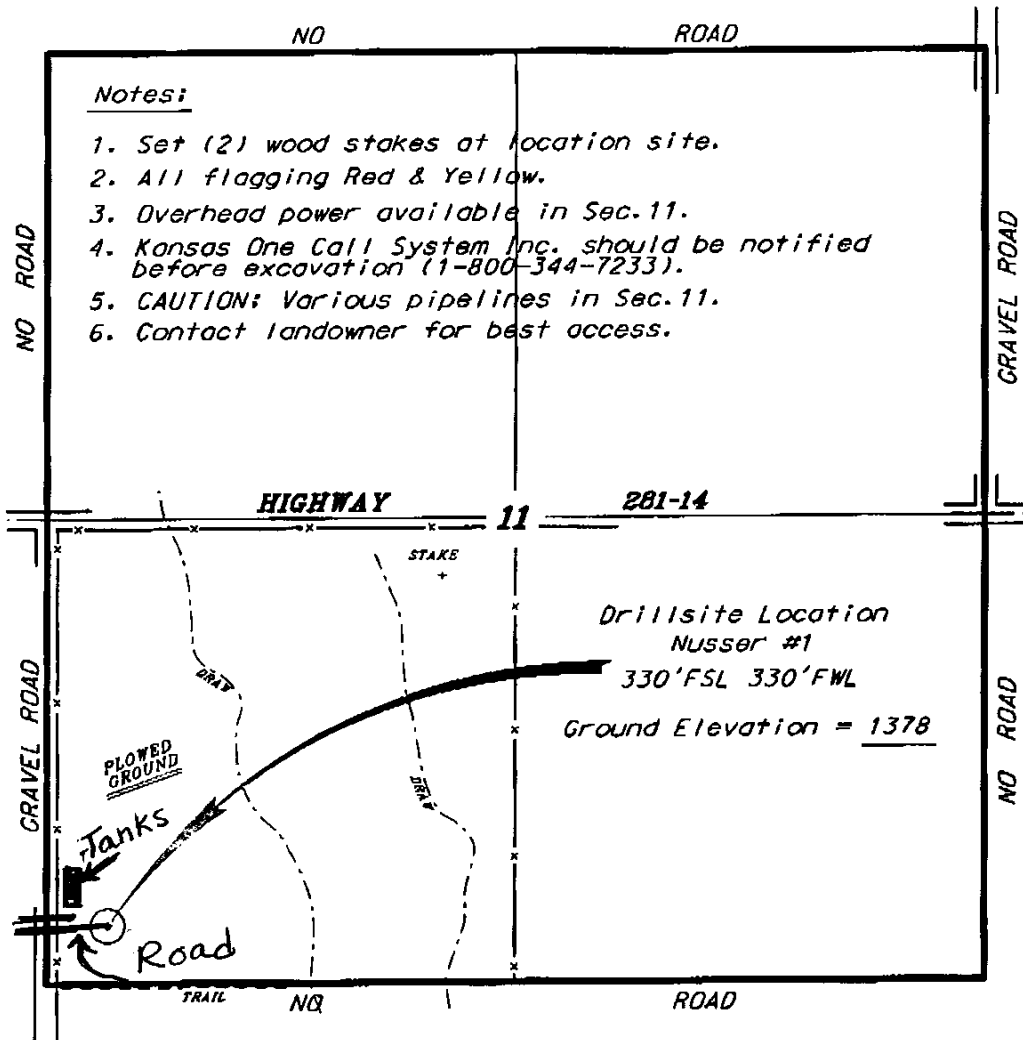 NO ROAD
Notes:
1. Set (2) wood stakes at location site.
2. All flagging Red & Yellow.
3. Overhead power available in Sec.11.
4. Kansas One Call System Inc. should be notified
before excavation (1-800-344-7233).
5. CAUTION: Various pipelines in Sec.11.
6. Contact landowner for best access.
NO ROAD
GRAVEL ROAD
HIGHWAY 11 281-14
STAKE
Drillsite Location
Nusser #1
330'FSL 330'FWL
Ground Elevation = 1378
DRAW
DRAW
PLOWED
GROUND
GRAVEL ROAD
NO ROAD
Tanks
Road
TRAIL
NO ROAD